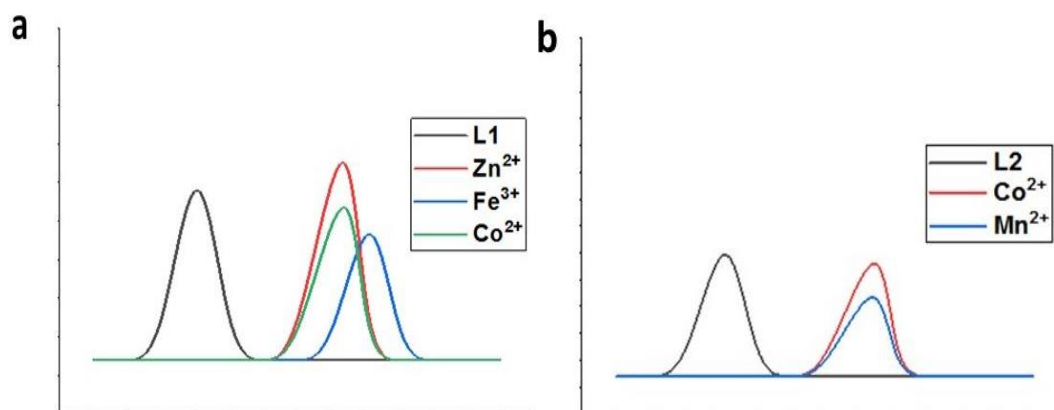 a
L1
Zn²⁺
Fe³⁺
Co²⁺
b
L2
Co²⁺
Mn²⁺